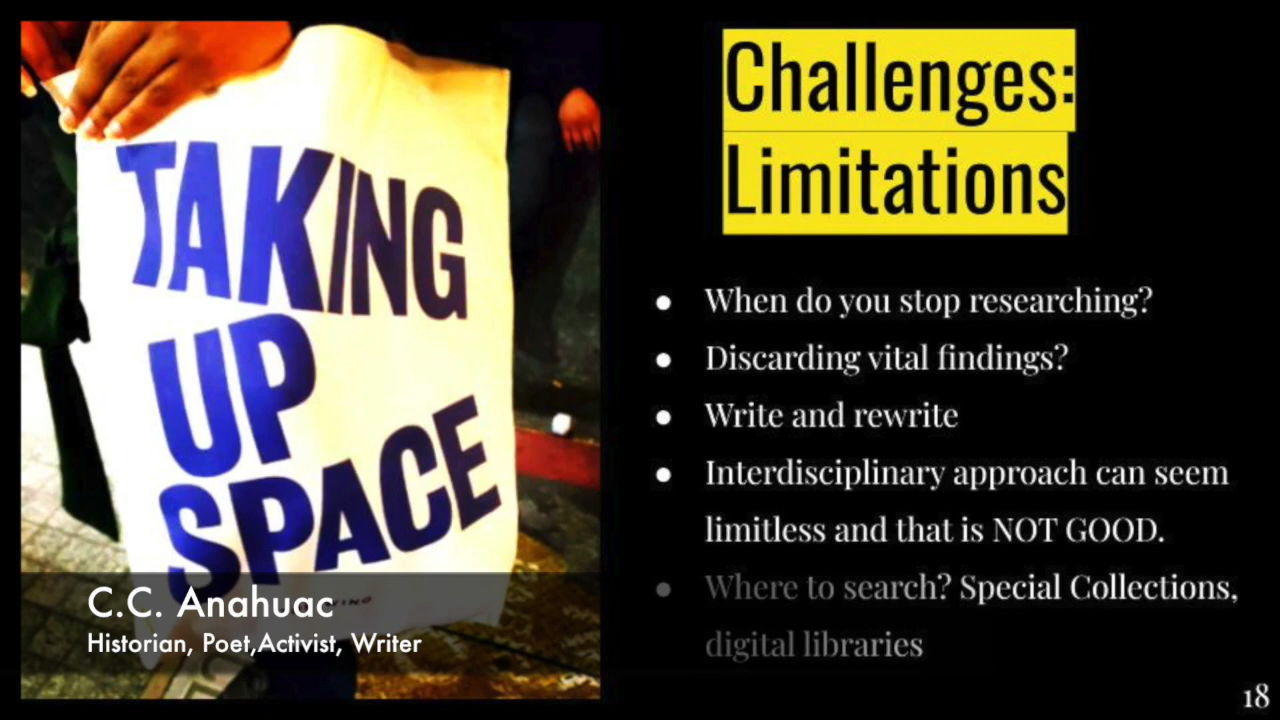 TAKING
UP
SPACE
C.C. Anahuac
Historian, Poet,Activist, Writer
Challenges:
Limitations
● When do you stop researching?
● Discarding vital findings?
● Write and rewrite
● Interdisciplinary approach can seem
limitless and that is NOT GOOD.
● Where to search? Special Collections,
digital libraries
18